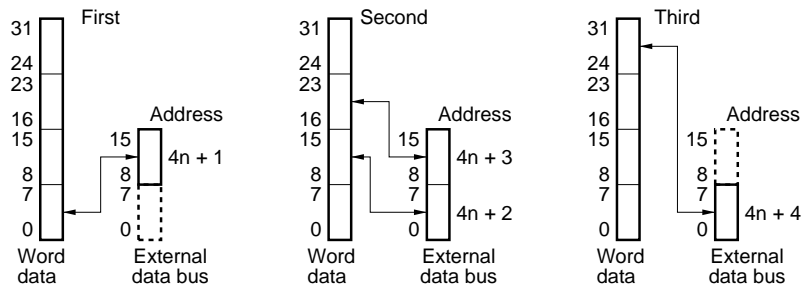 First
31
24
23
16
15
8
7
0
Address
15
8
7
0
4n + 1
Word
data
External
data bus
Second
31
24
23
16
15
8
7
0
Address
15
8
7
0
4n + 3
4n + 2
Word
data
External
data bus
Third
31
24
23
16
15
8
7
0
Address
15
8
7
0
4n + 4
Word
data
External
data bus